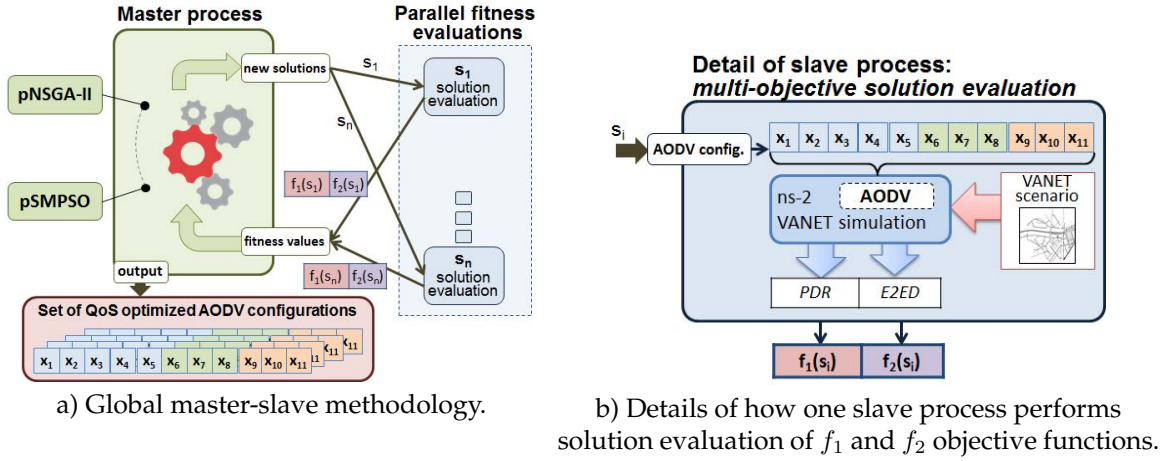 Master process
Parallel fitness
evaluations
pNSGA-II
pSMPSO
new solutions
s1
sn
s1
solution
evaluation
f1(s1) f2(s1)
fitness values
f1(sn) f2(sn)
sn
solution
evaluation
output
Set of QoS optimized AODV configurations
x11
x11
x11
x1 x2 x3 x4 x5 x6 x7 x8 x9 x10 x11
a) Global master-slave methodology.
Detail of slave process:
multi-objective solution evaluation
si
AODV config.
x1 x2 x3 x4 x5 x6 x7 x8 x9 x10 x11
ns-2 AODV
VANET simulation
VANET
scenario
PDR E2ED
f1(si) f2(si)
b) Details of how one slave process performs
solution evaluation of f1 and f2 objective functions.